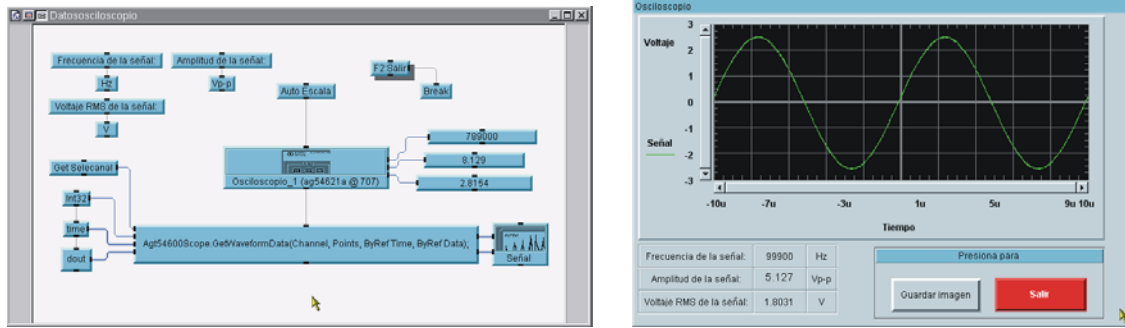 Datososciloscopio
Frecuencia de la señal:
Amplitud de la señal:
Hz
Vp-p
F2:Salir
Break
Voltaje RMS de la señal:
V
Auto Escala
789000
8.129
2.8154
Osciloscopio_1 (ag54621a @ 707)
Get Selecanal
Int32
time
dout
Agt54600Scope.GetWaveformData(Channel, Points, ByRef Time, ByRef Data);
Señal
Osciloscopio
Voltaje
Señal
3
2
1
0
-1
-2
-3
-10u -7u -3u 1u 5u 9u 10u
Tiempo
Frecuencia de la señal: 99900 Hz
Amplitud de la señal: 5.127 Vp-p
Voltaje RMS de la señal: 1.8031 V
Presiona para
Guardar imagen
Salir